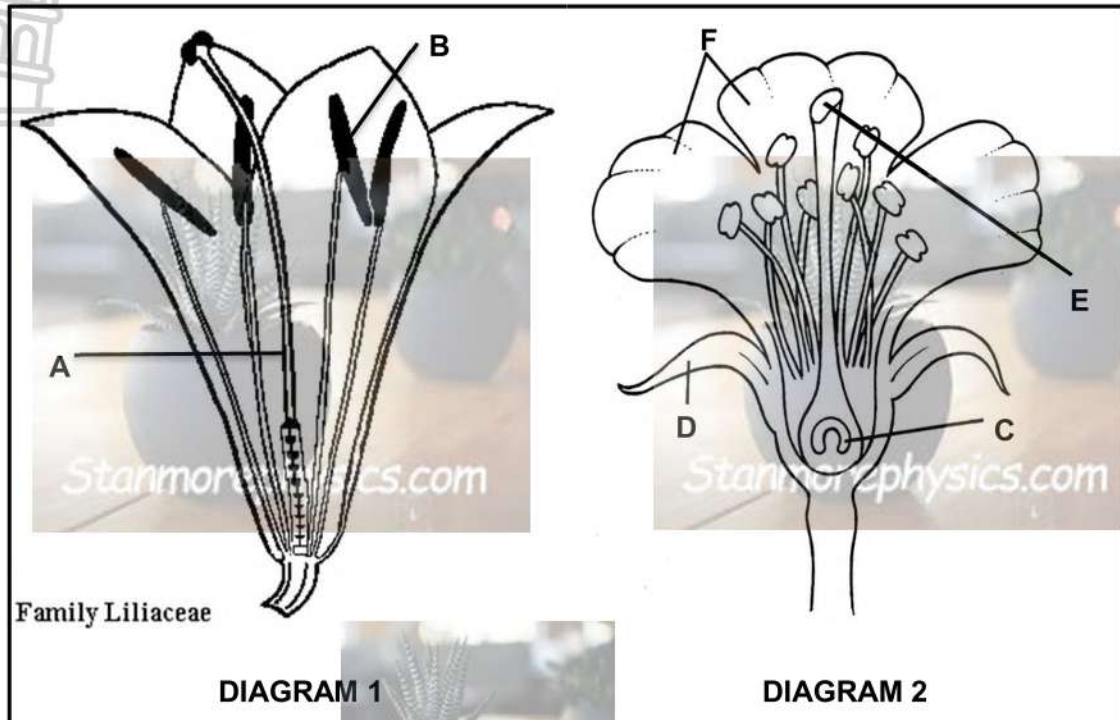 B
F
A
E
D
C
Stanmorephysics.com
Stanmorephysics.com
Family Liliaceae
DIAGRAM 1
DIAGRAM 2